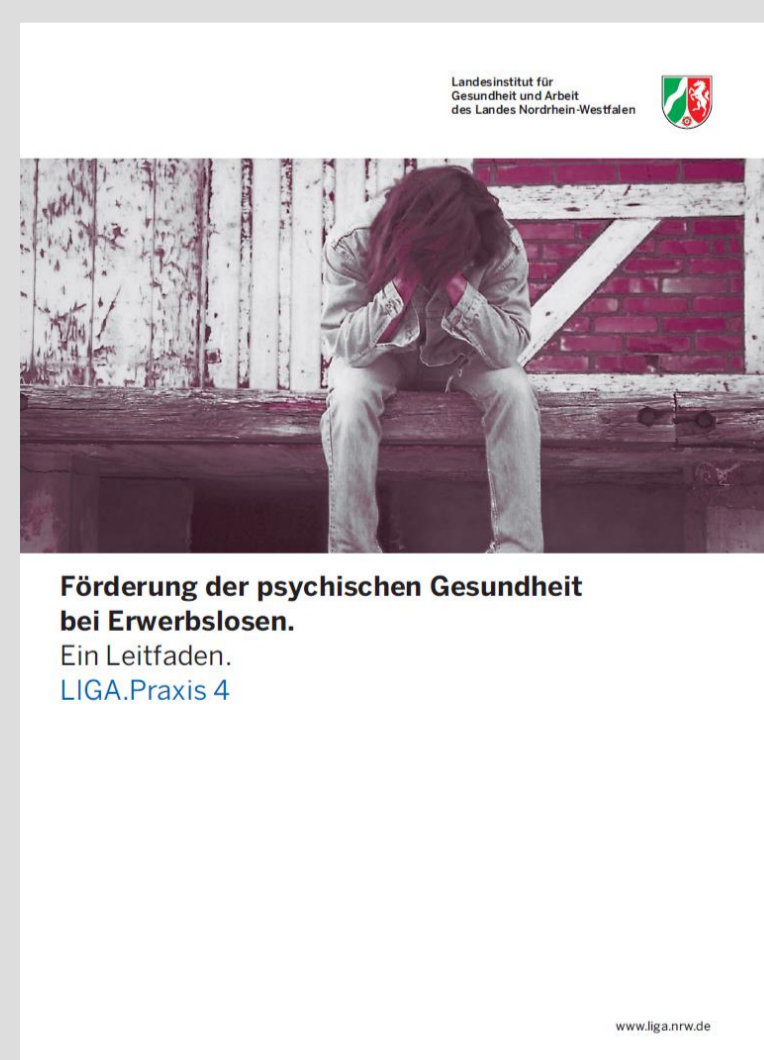 Landesinstitut für
Gesundheit und Arbeit
des Landes Nordrhein-Westfalen
Förderung der psychischen Gesundheit
bei Erwerbslosen.
Ein Leitfaden.
LIGA.Praxis 4
www.liga.nrw.de